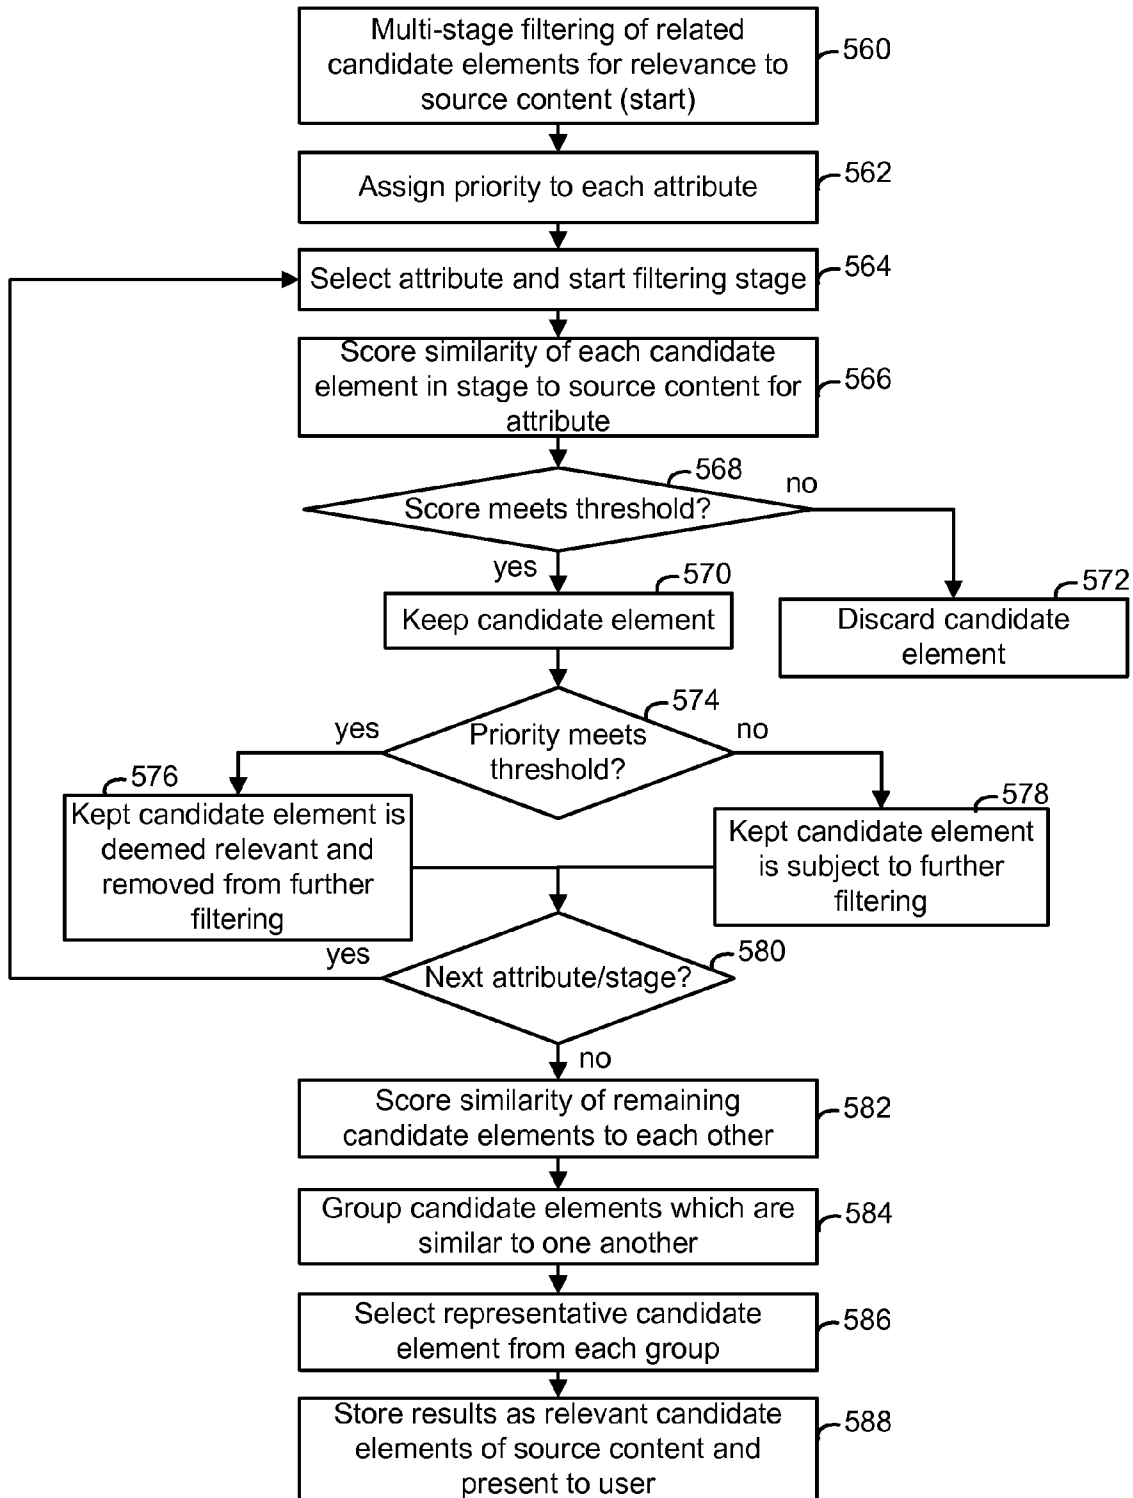 Multi-stage filtering of related
candidate elements for relevance to
source content (start)
560
Assign priority to each attribute
562
Select attribute and start filtering stage
564
Score similarity of each candidate
element in stage to source content for
attribute
566
568
no
Score meets threshold?
yes
570
Keep candidate element
572
Discard candidate
element
574
yes
Priority meets
threshold?
no
576
Kept candidate element is
deemed relevant and
removed from further
filtering
578
Kept candidate element
is subject to further
filtering
yes
580
Next attribute/stage?
no
Score similarity of remaining
candidate elements to each other
582
Group candidate elements which are
similar to one another
584
Select representative candidate
element from each group
586
Store results as relevant candidate
elements of source content and
present to user
588